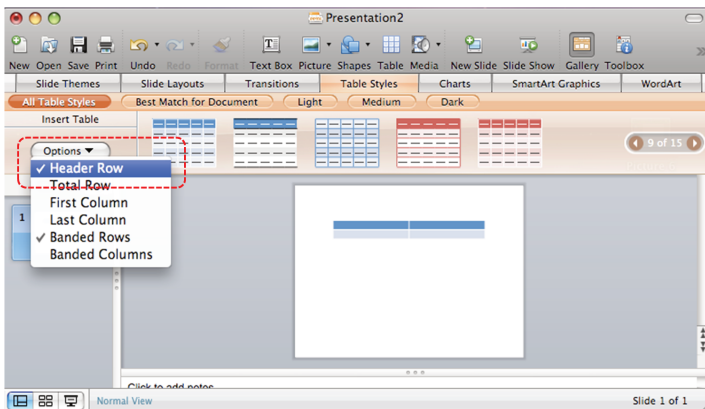 Presentation2
New Open Save Print Undo Redo Format Text Box Picture Shapes Table Media New Slide Slide Show Gallery Toolbox
Slide Themes Slide Layouts Transitions Table Styles Charts SmartArt Graphics WordArt
All Table Styles Best Match for Document Light Medium Dark
Insert Table
Options
9 of 15
Header Row
Total Row
First Column
Last Column
Banded Rows
Banded Columns
1
Click to add notes
Normal View Slide 1 of 1